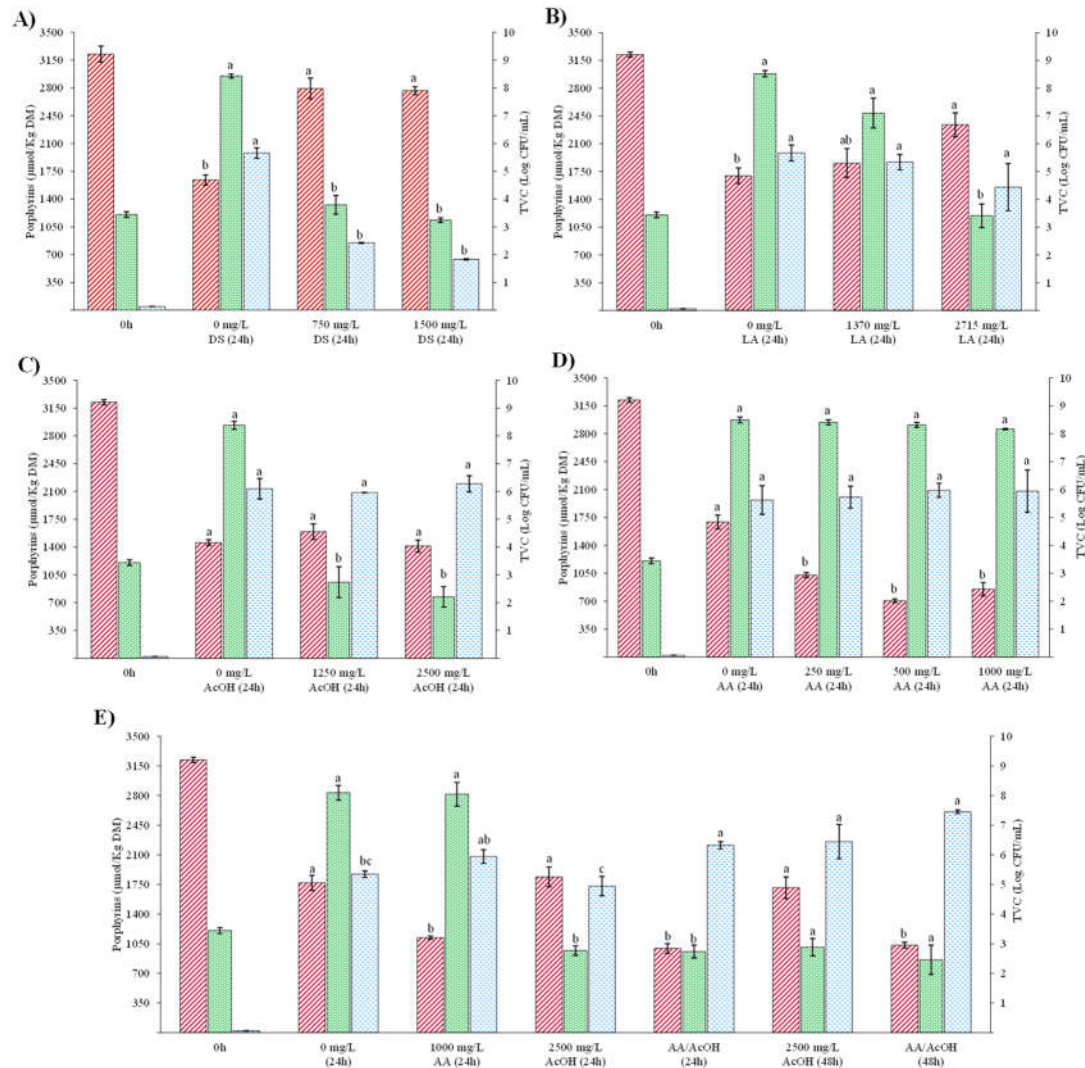 A)
Porphyrins (µmol/Kg DM)
3500
3150
2800
2450
2100
1750
1400
1050
700
350
10
9
8
7
6
5
4
3
2
1
TVC (Log CFU/mL)
b a a
a b b
a b b
0h 0 mg/L 750 mg/L 1500 mg/L
DS (24h) DS (24h) DS (24h)
B)
Porphyrins (µmol/Kg DM)
3500
3150
2800
2450
2100
1750
1400
1050
700
350
10
9
8
7
6
5
4
3
2
1
TVC (Log CFU/mL)
b ab a
a a b
a a a
0h 0 mg/L 1370 mg/L 2715 mg/L
LA (24h) LA (24h) LA (24h)
C)
Porphyrins (µmol/Kg DM)
3500
3150
2800
2450
2100
1750
1400
1050
700
350
10
9
8
7
6
5
4
3
2
1
TVC (Log CFU/mL)
a a a
a b b
a a a
0h 0 mg/L 1250 mg/L 2500 mg/L
AcOH (24h) AcOH (24h) AcOH (24h)
D)
Porphyrins (µmol/Kg DM)
3500
3150
2800
2450
2100
1750
1400
1050
700
350
10
9
8
7
6
5
4
3
2
1
TVC (Log CFU/mL)
a b b b
a a a a
a a a a
0h 0 mg/L 250 mg/L 500 mg/L 1000 mg/L
AA (24h) AA (24h) AA (24h) AA (24h)
E)
Porphyrins (µmol/Kg DM)
3500
3150
2800
2450
2100
1750
1400
1050
700
350
10
9
8
7
6
5
4
3
2
1
TVC (Log CFU/mL)
a b a b a b
a a b b a a
bc ab c a a a
0h 0 mg/L 1000 mg/L 2500 mg/L AA/AcOH 2500 mg/L AA/AcOH
(24h) AA (24h) AcOH (24h) (24h) AcOH (48h) (48h)